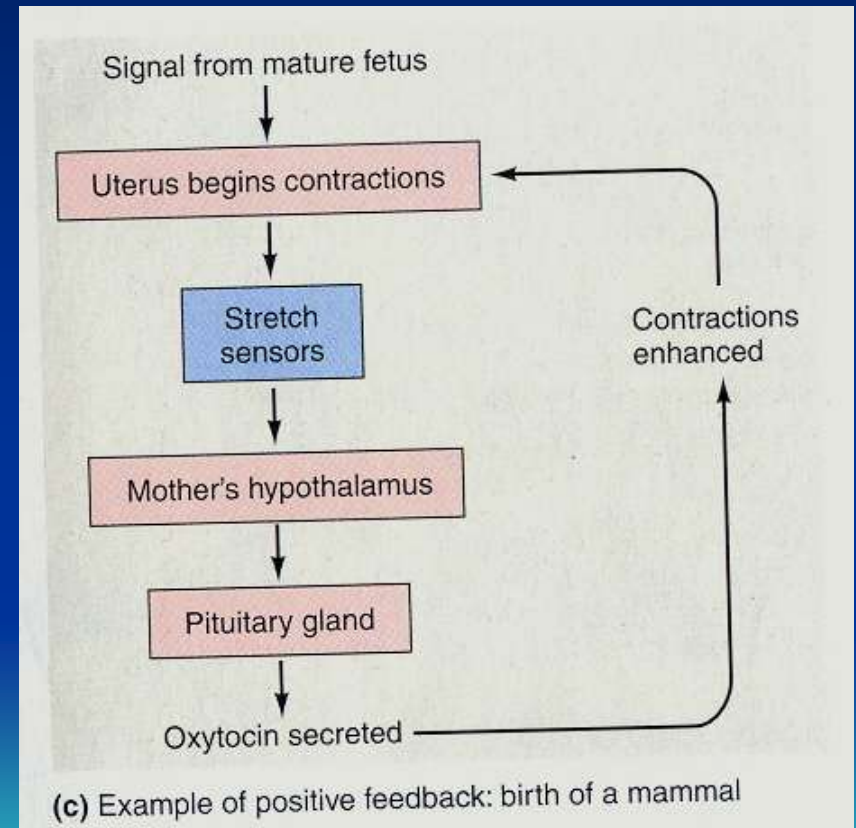 Signal from mature fetus
Uterus begins contractions
Stretch
sensors
Contractions
enhanced
Mother's hypothalamus
Pituitary gland
Oxytocin secreted
(c) Example of positive feedback: birth of a mammal